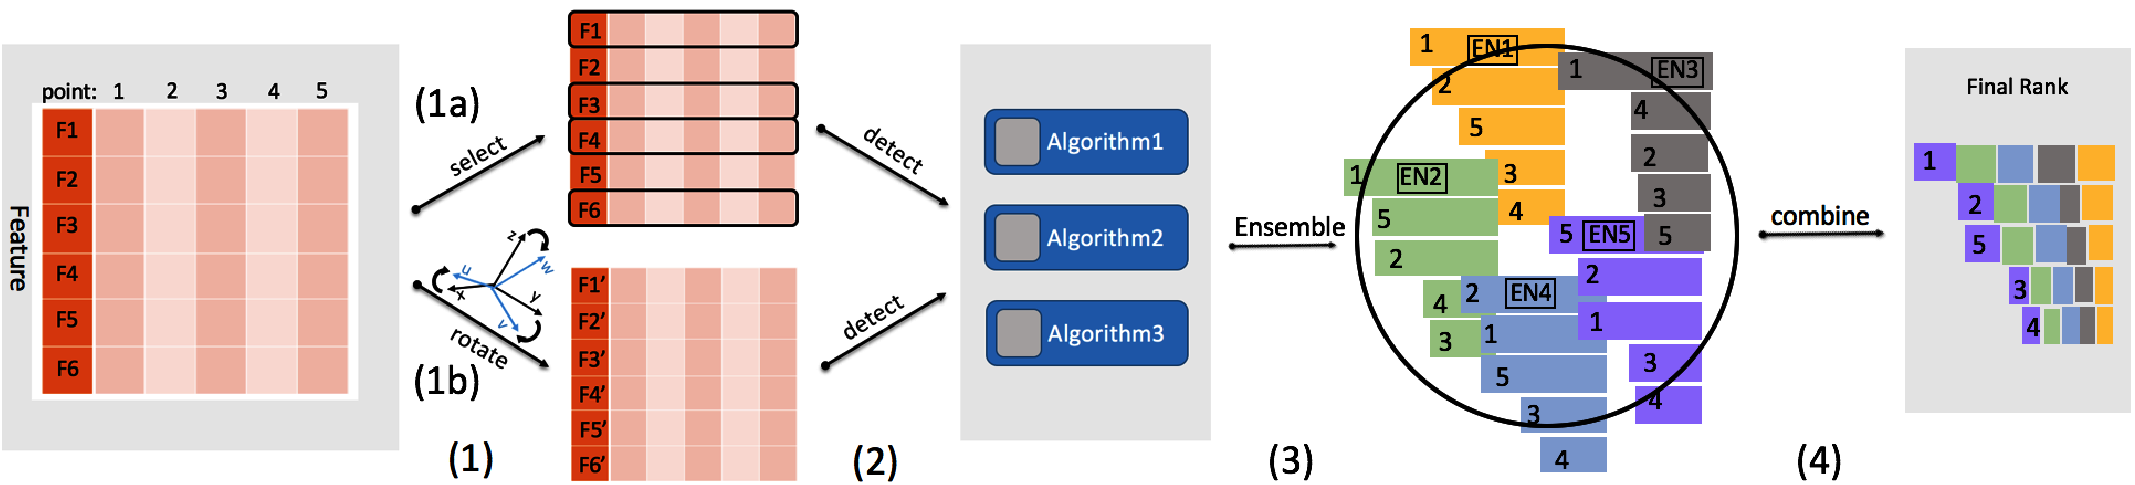 point: 1 2 3 4 5
Feature
F1
F2
F3
F4
F5
F6
(1a)
select
z
w
u
x
y
v
rotate
(1b)
(1)
F1
F2
F3
F4
F5
F6
F1’
F2’
F3’
F4’
F5’
F6’
detect
detect
(2)
Algorithm1
Algorithm2
Algorithm3
Ensemble
(3)
1 EN1
2
5
3
4
1 EN3
4
2
3
5
1 EN2
5
2
4
3
2 EN4
1
5
3
4
5 EN5
2
1
3
4
combine
(4)
Final Rank
1
2
5
3
4